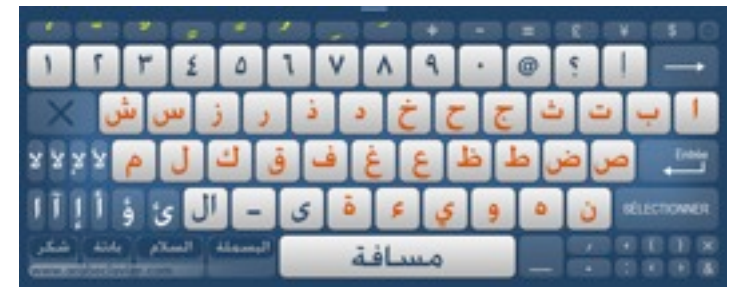 + - = £ ¥ $
١ ٢ ٣ ٤ ٥ ٦ ٧ ٨ ٩ ٠ . @ ؟ !
ا ب ت ث ج ح خ د ذ ر ز س ش
ص ض ط ظ ع غ ف ق ك ل م لأ لإ لآ لا
Entrée
ن ه و ي ء ة ى - ال ئ ؤ أ إ آ ا
SÉLECTIONNER
البسملة السلام بادئة شكر
مسافة